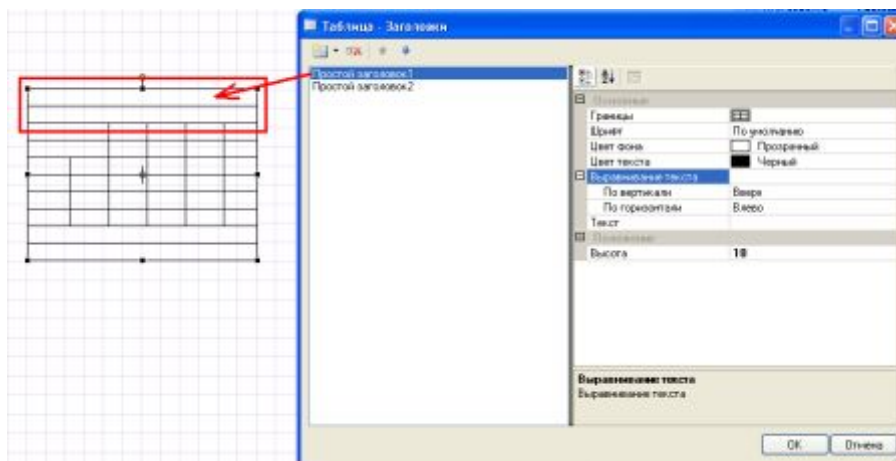 Таблица - Заголовки
Простой заголовок1
Простой заголовок2
Основные
Границы
Шрифт По умолчанию
Цвет фона Прозрачный
Цвет текста Черный
Выравнивание текста
По вертикали Вверх
По горизонтали Влево
Текст
Положение
Высота 10
Выравнивание текста
Выравнивание текста
OK Отмена